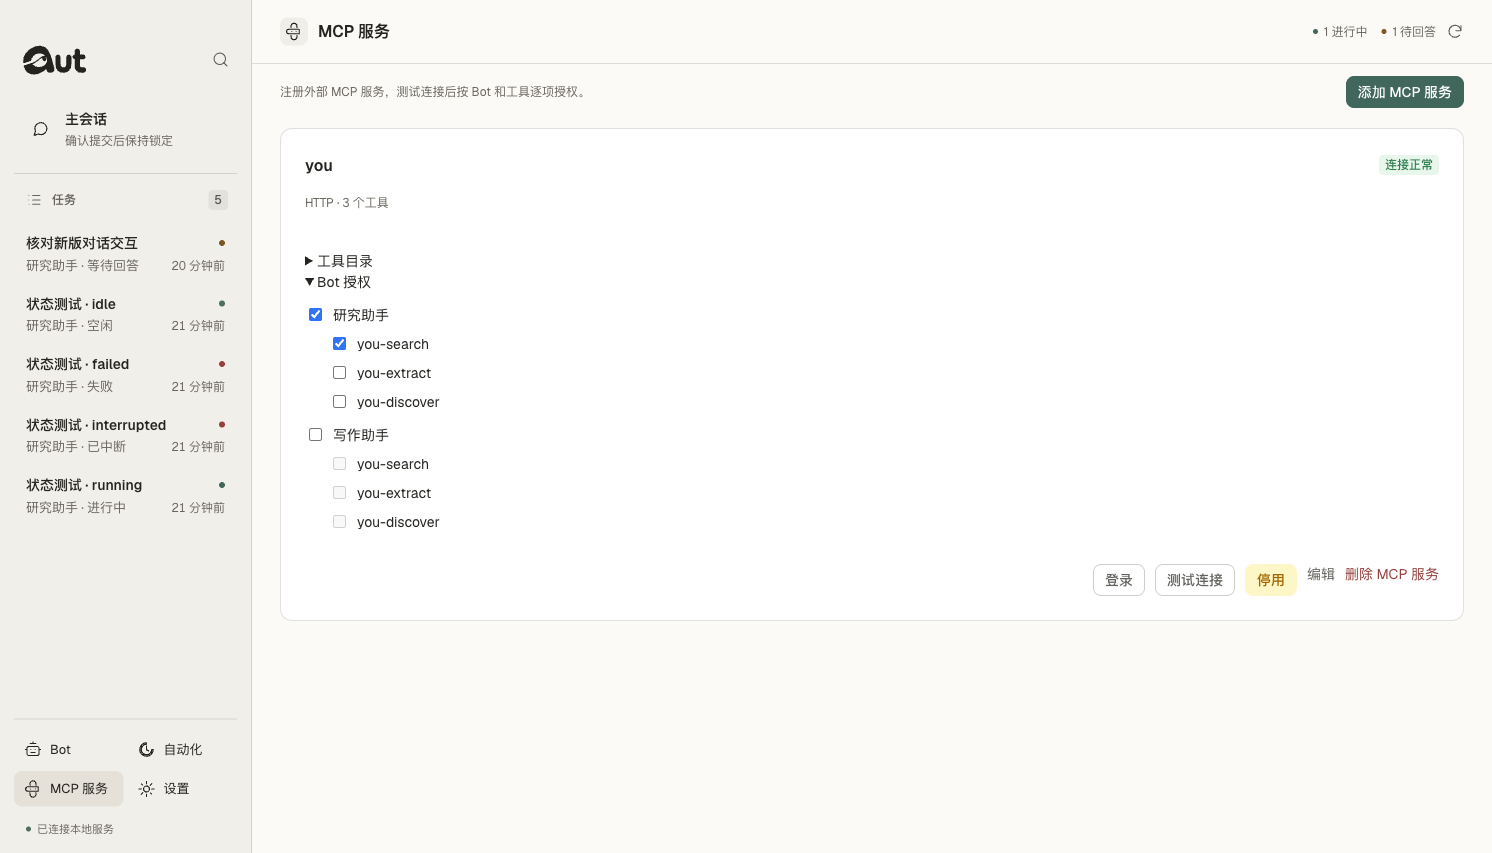 Aut
主会话
确认提交后保持锁定
任务
5
核对新版对话交互
研究助手 · 等待回答
20 分钟前
状态测试 · idle
研究助手 · 空闲
21 分钟前
状态测试 · failed
研究助手 · 失败
21 分钟前
状态测试 · interrupted
研究助手 · 已中断
21 分钟前
状态测试 · running
研究助手 · 进行中
21 分钟前
Bot
自动化
MCP 服务
设置
已连接本地服务
MCP 服务
1 进行中
1 待回答
注册外部 MCP 服务，测试连接后按 Bot 和工具逐项授权。
添加 MCP 服务
you
连接正常
HTTP · 3 个工具
工具目录
Bot 授权
研究助手
you-search
you-extract
you-discover
写作助手
you-search
you-extract
you-discover
登录
测试连接
停用
编辑
删除 MCP 服务